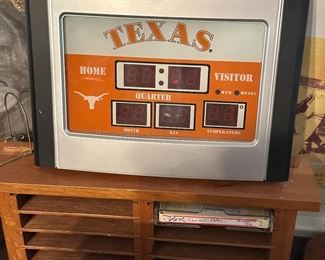 TEXAS
HOME VISITOR
QUARTER
MONTH DAY TEMPERATURE